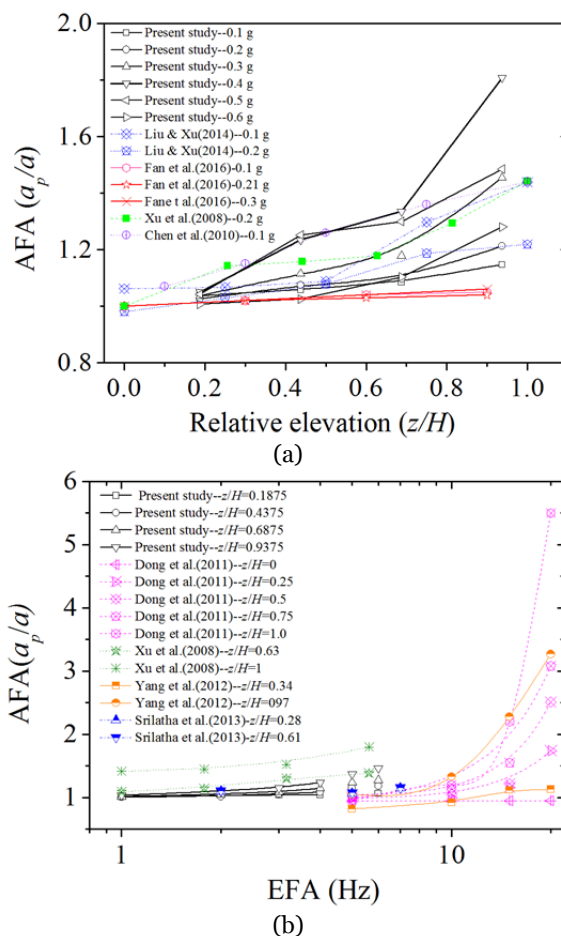 (a)
2.0
1.6
1.2
0.8
AFA (a_p/a)
Present study--0.1 g
Present study--0.2 g
Present study--0.3 g
Present study--0.4 g
Present study--0.5 g
Present study--0.6 g
Liu & Xu(2014)--0.1 g
Liu & Xu(2014)--0.2 g
Fan et al.(2016)-0.1 g
Fan et al.(2016)-0.21 g
Fane t al.(2016)--0.3 g
Xu et al.(2008)--0.2 g
Chen et al.(2010)--0.1 g
0.0 0.2 0.4 0.6 0.8 1.0
Relative elevation (z/H)
(a)
6
5
4
3
2
1
AFA(a_p/a)
Present study--z/H=0.1875
Present study--z/H=0.4375
Present study--z/H=0.6875
Present study--z/H=0.9375
Dong et al.(2011)--z/H=0
Dong et al.(2011)--z/H=0.25
Dong et al.(2011)--z/H=0.5
Dong et al.(2011)--z/H=0.75
Dong et al.(2011)--z/H=1.0
Xu et al.(2008)--z/H=0.63
Xu et al.(2008)--z/H=1
Yang et al.(2012)--z/H=0.34
Yang et al.(2012)--z/H=097
Srilatha et al.(2013)-z/H=0.28
Srilatha et al.(2013)-z/H=0.61
1 10
EFA (Hz)
(b)